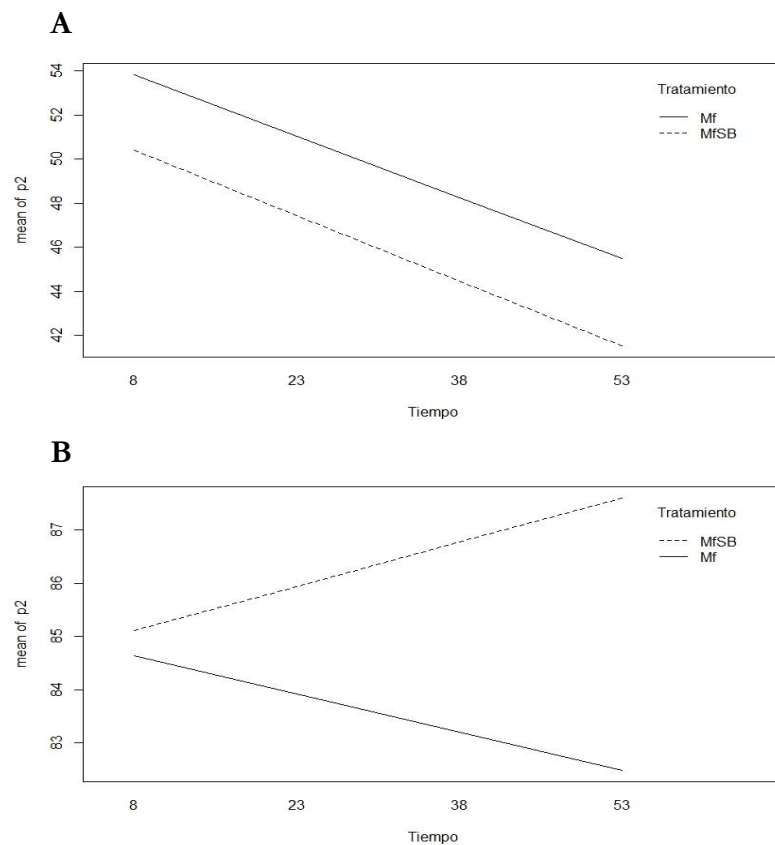 A
Tratamiento
Mf
MfSB
mean of p2
54
52
50
48
46
44
42
8 23 38 53
Tiempo
B
Tratamiento
MfSB
Mf
mean of p2
87
86
85
84
83
8 23 38 53
Tiempo